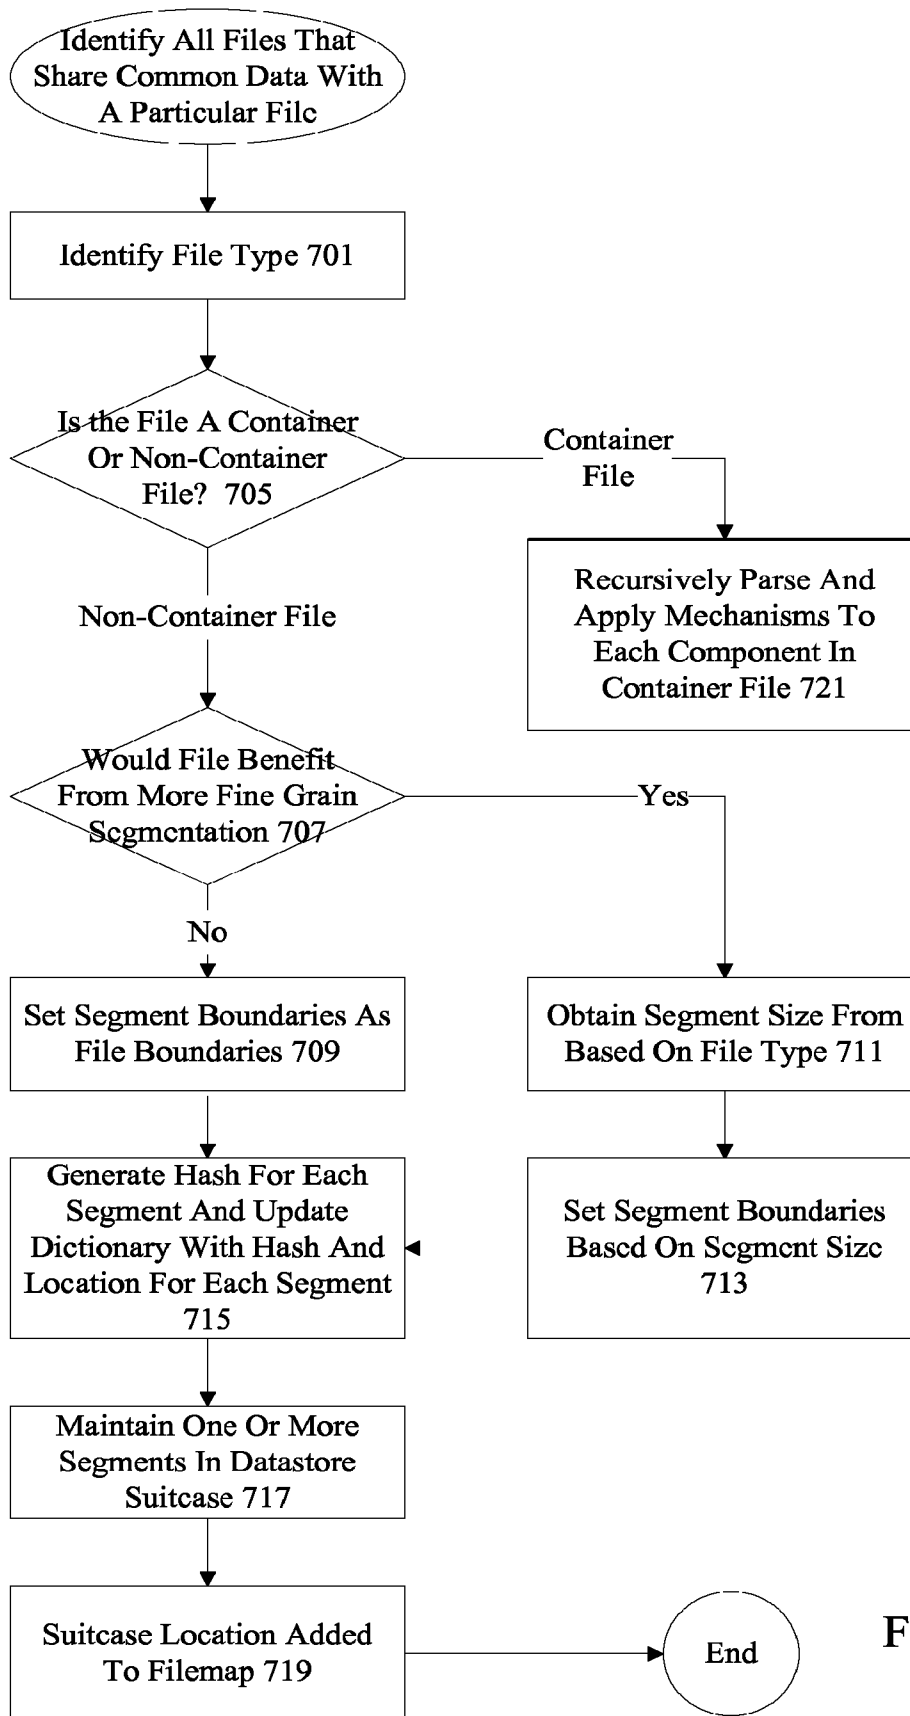 Identify All Files That
Share Common Data With
A Particular File
Identify File Type 701
Is the File A Container
Or Non-Container
File? 705
Container
File
Recursively Parse And
Apply Mechanisms To
Each Component In
Container File 721
Non-Container File
Would File Benefit
From More Fine Grain
Segmentation 707
Yes
No
Set Segment Boundaries As
File Boundaries 709
Obtain Segment Size From
Based On File Type 711
Generate Hash For Each
Segment And Update
Dictionary With Hash And
Location For Each Segment
715
Set Segment Boundaries
Based On Segment Size
713
Maintain One Or More
Segments In Datastore
Suitcase 717
Suitcase Location Added
To Filemap 719
End
F